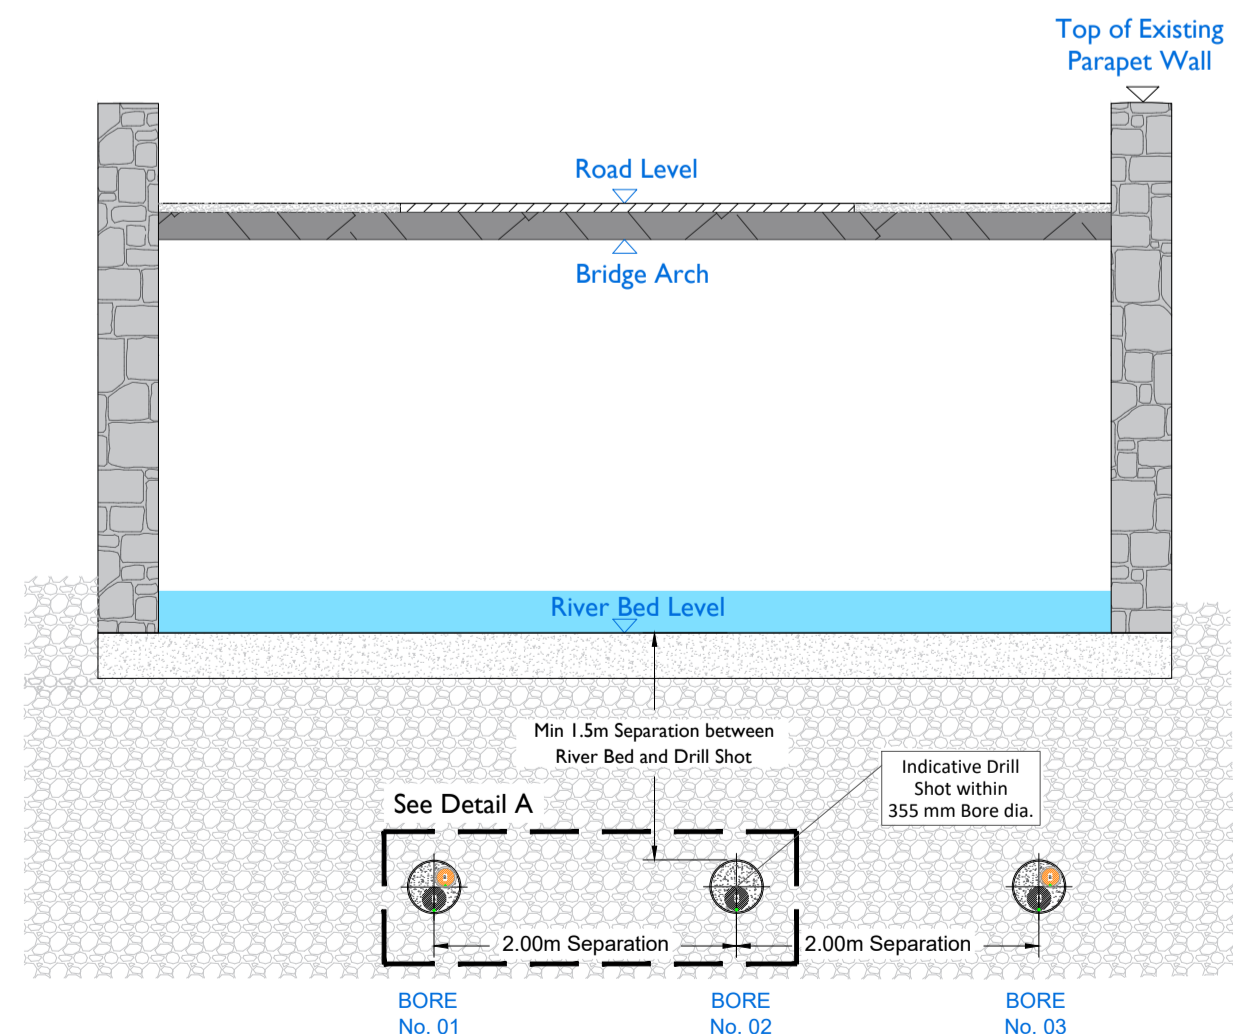 Top of Existing
Parapet Wall
Road Level
Bridge Arch
River Bed Level
Min 1.5m Separation between
River Bed and Drill Shot
Indicative Drill
Shot within
355 mm Bore dia.
See Detail A
2.00m Separation
2.00m Separation
BORE
No. 01
BORE
No. 02
BORE
No. 03